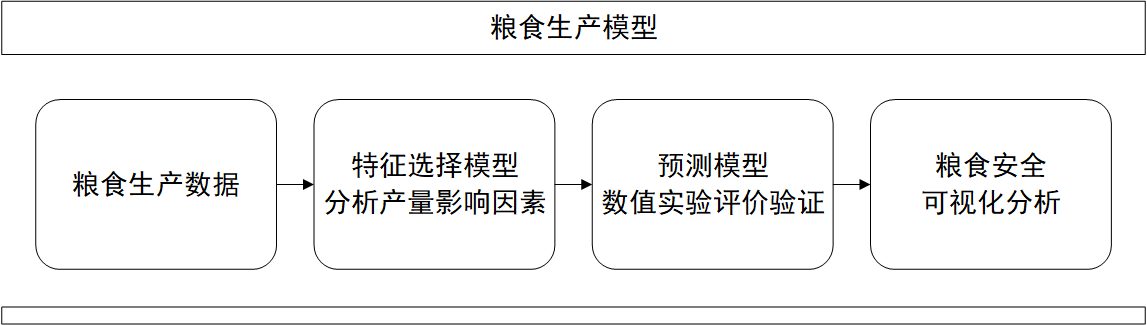 粮食生产模型
粮食生产数据
特征选择模型
分析产量影响因素
预测模型
数值实验评价验证
粮食安全
可视化分析